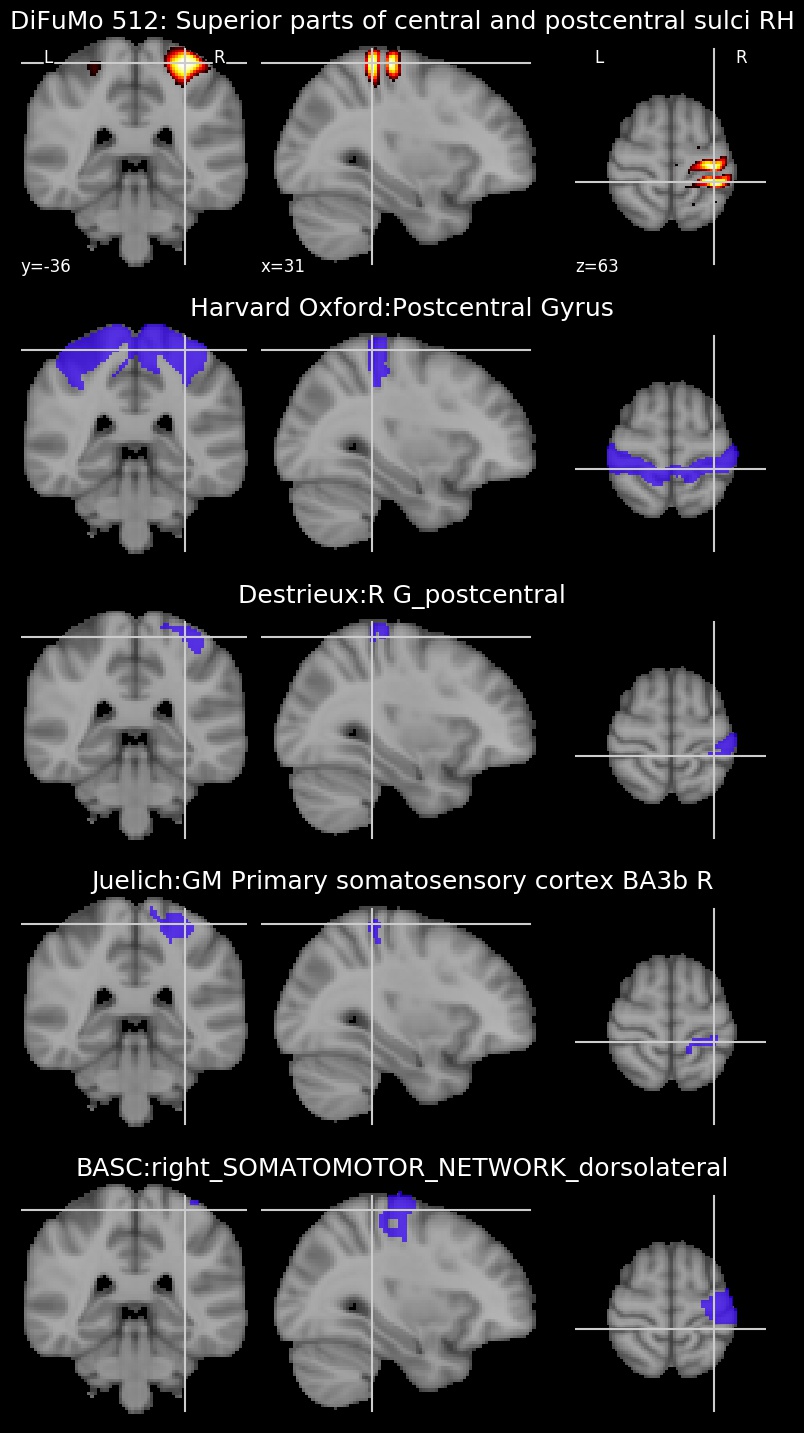 DiFuMo 512: Superior parts of central and postcentral sulci RH
L R L R
y=-36 x=31 z=63
Harvard Oxford:Postcentral Gyrus
Destrieux:R G_postcentral
Juelich:GM Primary somatosensory cortex BA3b R
BASC:right_SOMATOMOTOR_NETWORK_dorsolateral